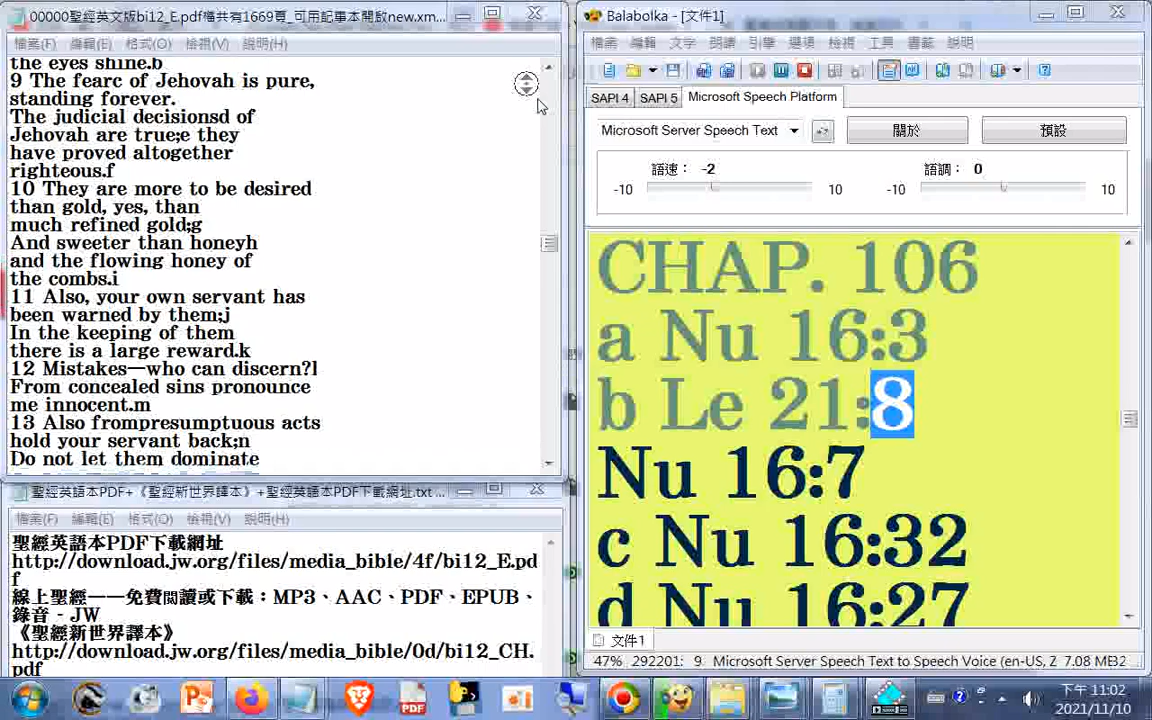 00000聖經英文版bi12_E.pdf檔共有1669頁_可用記事本開啟new.xm...
檔案(F) 編輯(E) 格式(O) 檢視(V) 說明(H)
the eyes shine.b
9 The fearc of Jehovah is pure,
standing forever.
The judicial decisionsd of
Jehovah are true;e they
have proved altogether
righteous.f
10 They are more to be desired
than gold, yes, than
much refined gold;g
And sweeter than honeyh
and the flowing honey of
the combs.i
11 Also, your own servant has
been warned by them;j
In the keeping of them
there is a large reward.k
12 Mistakes—who can discern?l
From concealed sins pronounce
me innocent.m
13 Also frompresumptuous acts
hold your servant back;n
Do not let them dominate
聖經英語本PDF+《聖經新世界譯本》+聖經英語本PDF下載網址.txt ...
檔案(F) 編輯(E) 格式(O) 檢視(V) 說明(H)
聖經英語本PDF下載網址
http://download.jw.org/files/media_bible/4f/bi12_E.pd
f
線上聖經——免費閱讀或下載：MP3、AAC、PDF、EPUB、
錄音 - JW
《聖經新世界譯本》
http://download.jw.org/files/media_bible/0d/bi12_CH.
pdf
Balabolka - [文件1]
檔案 編輯 文字 朗讀 引擎 選項 檢視 工具 書籤 說明
SAPI 4 SAPI 5 Microsoft Speech Platform
Microsoft Server Speech Text 關於 預設
語速： -2 語調： 0
-10 10 -10 10
CHAP. 106
a Nu 16:3
b Le 21:8
Nu 16:7
c Nu 16:32
d Nu 16:27
文件1
47% 292201: 9 Microsoft Server Speech Text to Speech Voice (en-US, Z 7.08 MB
下午 11:02
2021/11/10